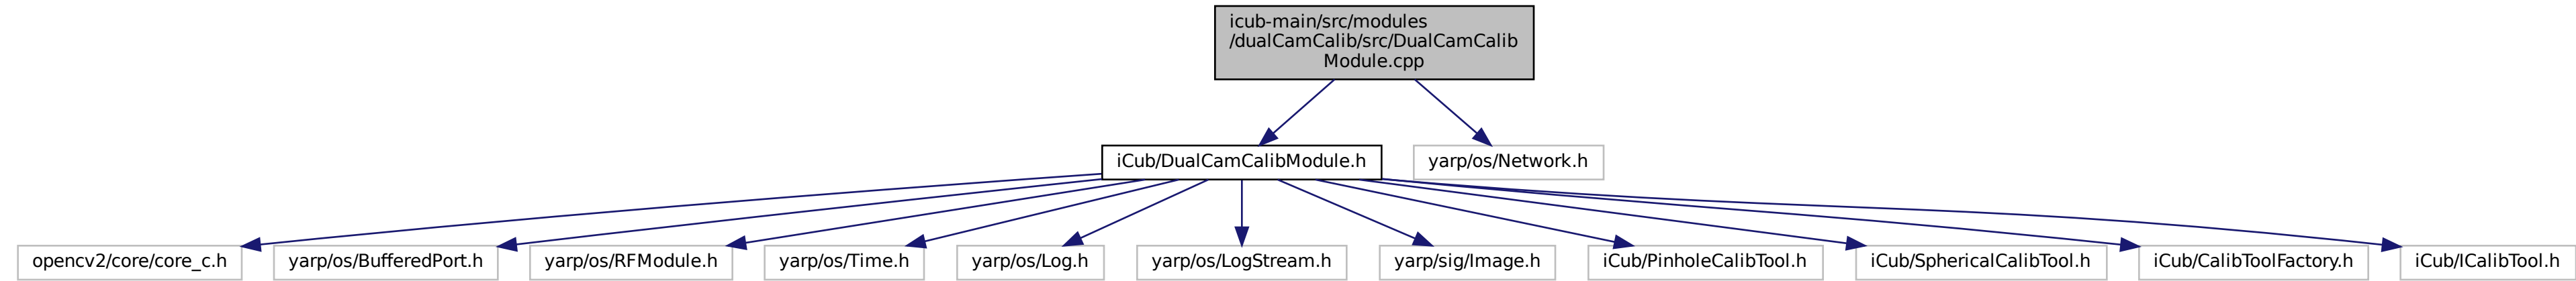 icub-main/src/modules
/dualCamCalib/src/DualCamCalib
Module.cpp
iCub/DualCamCalibModule.h
yarp/os/Network.h
opencv2/core/core_c.h
yarp/os/BufferedPort.h
yarp/os/RFModule.h
yarp/os/Time.h
yarp/os/Log.h
yarp/os/LogStream.h
yarp/sig/Image.h
iCub/PinholeCalibTool.h
iCub/SphericalCalibTool.h
iCub/CalibToolFactory.h
iCub/ICalibTool.h